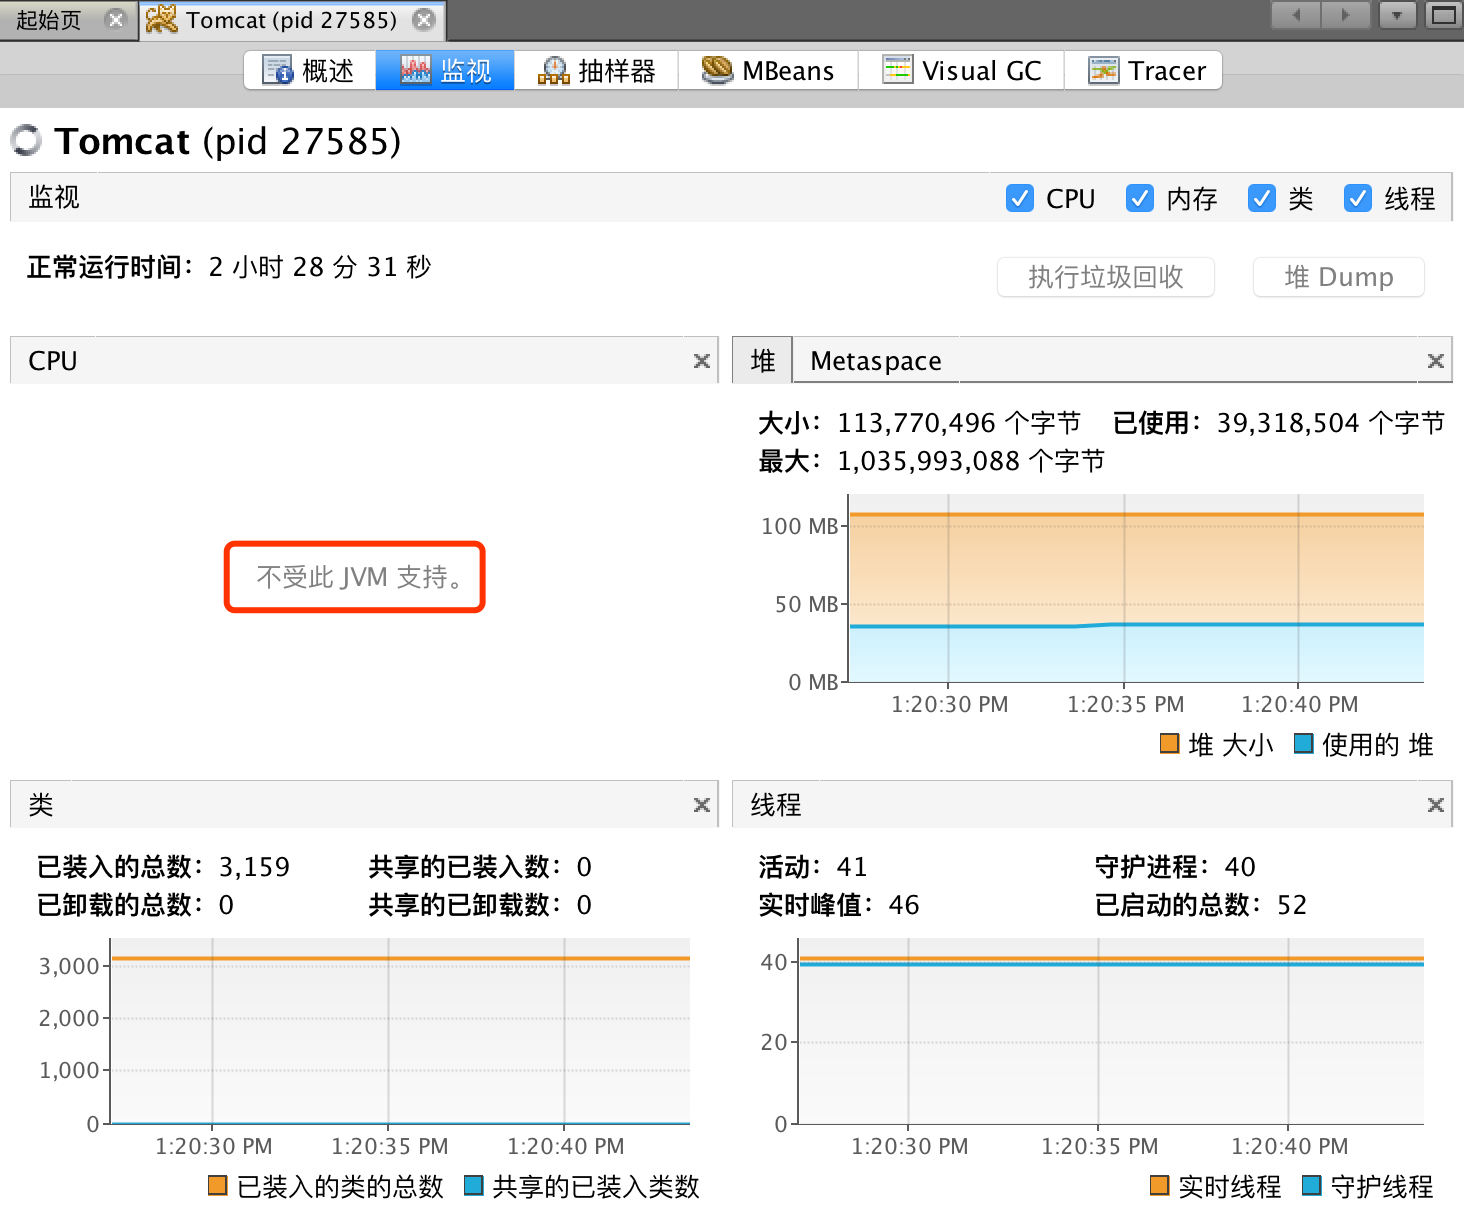 起始页 Tomcat (pid 27585)
概述 监视 抽样器 MBeans Visual GC Tracer
Tomcat (pid 27585)
监视 CPU 内存 类 线程
正常运行时间：2 小时 28 分 31 秒 执行垃圾回收 堆 Dump
CPU
不受此 JVM 支持。
堆 Metaspace
大小：113,770,496 个字节 已使用：39,318,504 个字节
最大：1,035,993,088 个字节
100 MB
50 MB
0 MB
1:20:30 PM 1:20:35 PM 1:20:40 PM
堆 大小 使用的 堆
类
已装入的总数：3,159 共享的已装入数：0
已卸载的总数：0 共享的已卸载数：0
3,000
2,000
1,000
0
1:20:30 PM 1:20:35 PM 1:20:40 PM
已装入的类的总数 共享的已装入类数
线程
活动：41 守护进程：40
实时峰值：46 已启动的总数：52
40
20
0
1:20:30 PM 1:20:35 PM 1:20:40 PM
实时线程 守护线程